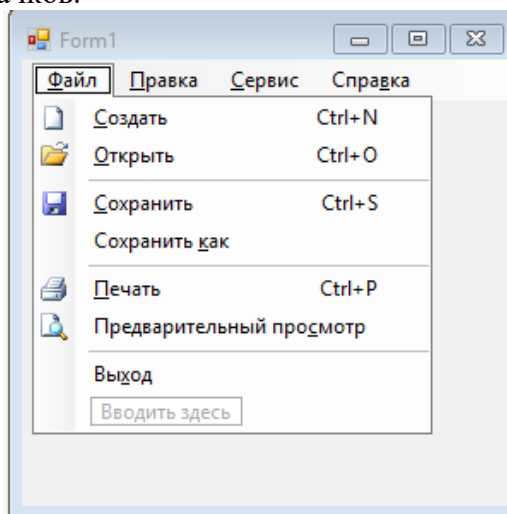 Form1
Файл Правка Сервис Справка
Создать Ctrl+N
Открыть Ctrl+O
Сохранить Ctrl+S
Сохранить как
Печать Ctrl+P
Предварительный просмотр
Выход
Вводить здесь